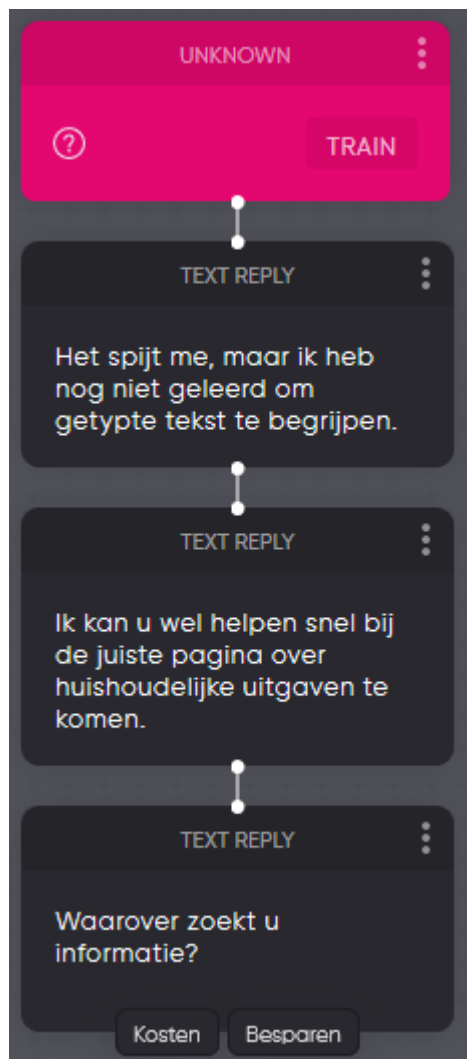 UNKNOWN
TRAIN
TEXT REPLY
Het spijt me, maar ik heb
nog niet geleerd om
getypte tekst te begrijpen.
TEXT REPLY
Ik kan u wel helpen snel bij
de juiste pagina over
huishoudelijke uitgaven te
komen.
TEXT REPLY
Waarover zoekt u
informatie?
Kosten Besparen